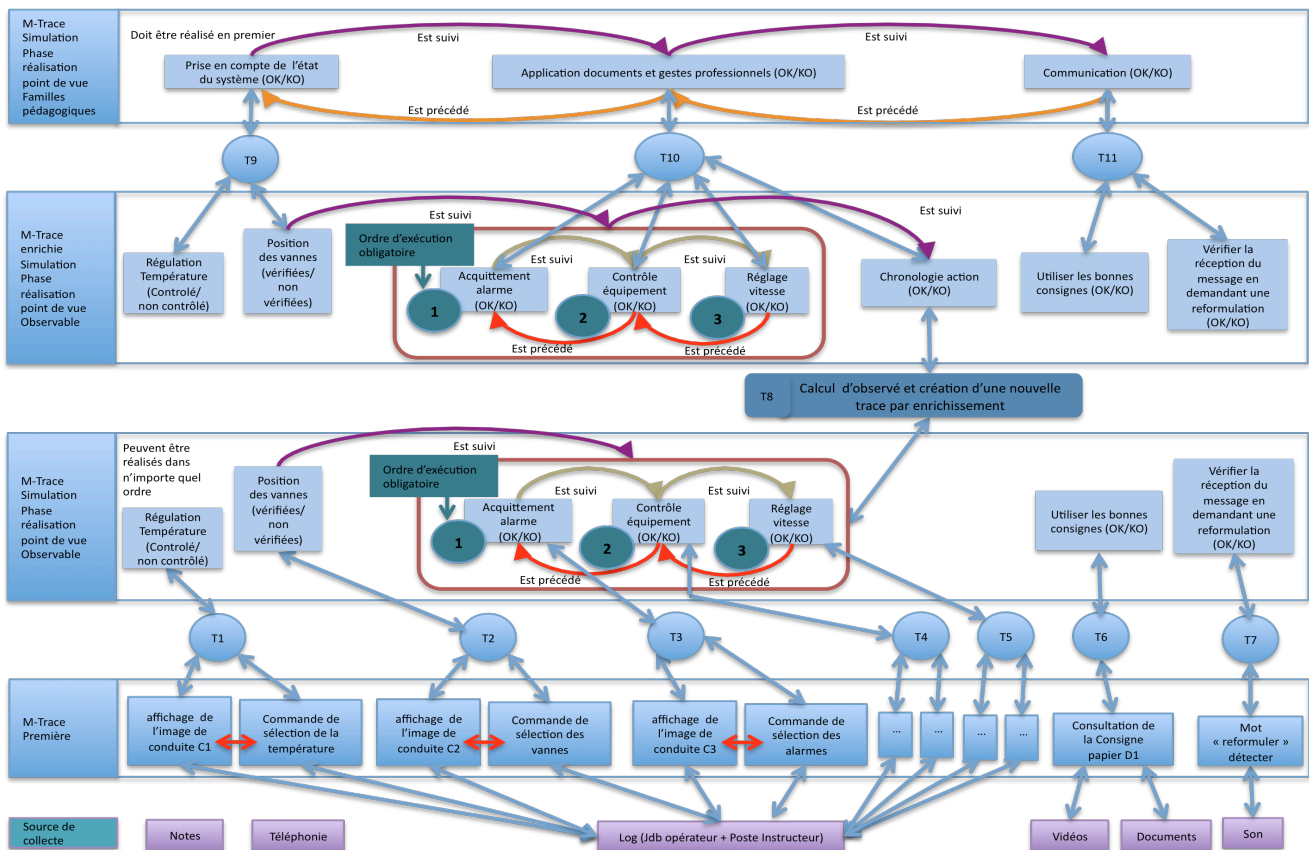 M-Trace
Simulation
Phase
réalisation
point de vue
Familles
pédagogiques
Doit être réalisé en premier
Est suivi
Est suivi
Prise en compte de l’état
du système (OK/KO)
Application documents et gestes professionnels (OK/KO)
Communication (OK/KO)
Est précédé
Est précédé
T9
T10
T11
M-Trace
enrichie
Simulation
Phase
réalisation
point de vue
Observable
Régulation
Température
(Controlé/
non contrôlé)
Position
des vannes
(vérifiées/
non
vérifiées)
Est suivi
Est suivi
Ordre d’exécution
obligatoire
Est suivi
Est suivi
Acquittement
alarme
(OK/KO)
Contrôle
équipement
(OK/KO)
Réglage
vitesse
(OK/KO)
1
2
3
Est précédé
Est précédé
Chronologie action
(OK/KO)
Utiliser les bonnes
consignes (OK/KO)
Vérifier la
réception du
message en
demandant une
reformulation
(OK/KO)
T8
Calcul d’observé et création d’une nouvelle
trace par enrichissement
M-Trace
Simulation
Phase
réalisation
point de vue
Observable
Peuvent être
réalisés dans
n’importe quel
ordre
Régulation
Température
(Controlé/
non contrôlé)
Position
des vannes
(vérifiées/
non
vérifiées)
Est suivi
Ordre d’exécution
obligatoire
Est suivi
Est suivi
Acquittement
alarme
(OK/KO)
Contrôle
équipement
(OK/KO)
Réglage
vitesse
(OK/KO)
1
2
3
Est précédé
Est précédé
Utiliser les bonnes
consignes (OK/KO)
Vérifier la
réception du
message en
demandant une
reformulation
(OK/KO)
T1
T2
T3
T4
T5
T6
T7
M-Trace
Première
affichage de
l’image de
conduite C1
Commande de
sélection de la
température
affichage de
l’image de
conduite C2
Commande de
sélection des
vannes
affichage de
l’image de
conduite C3
Commande de
sélection des
alarmes
...
...
...
...
Consultation de
la Consigne
papier D1
Mot
« reformuler »
détecter
Source de
collecte
Notes
Téléphonie
Log (Jdb opérateur + Poste Instructeur)
Vidéos
Documents
Son